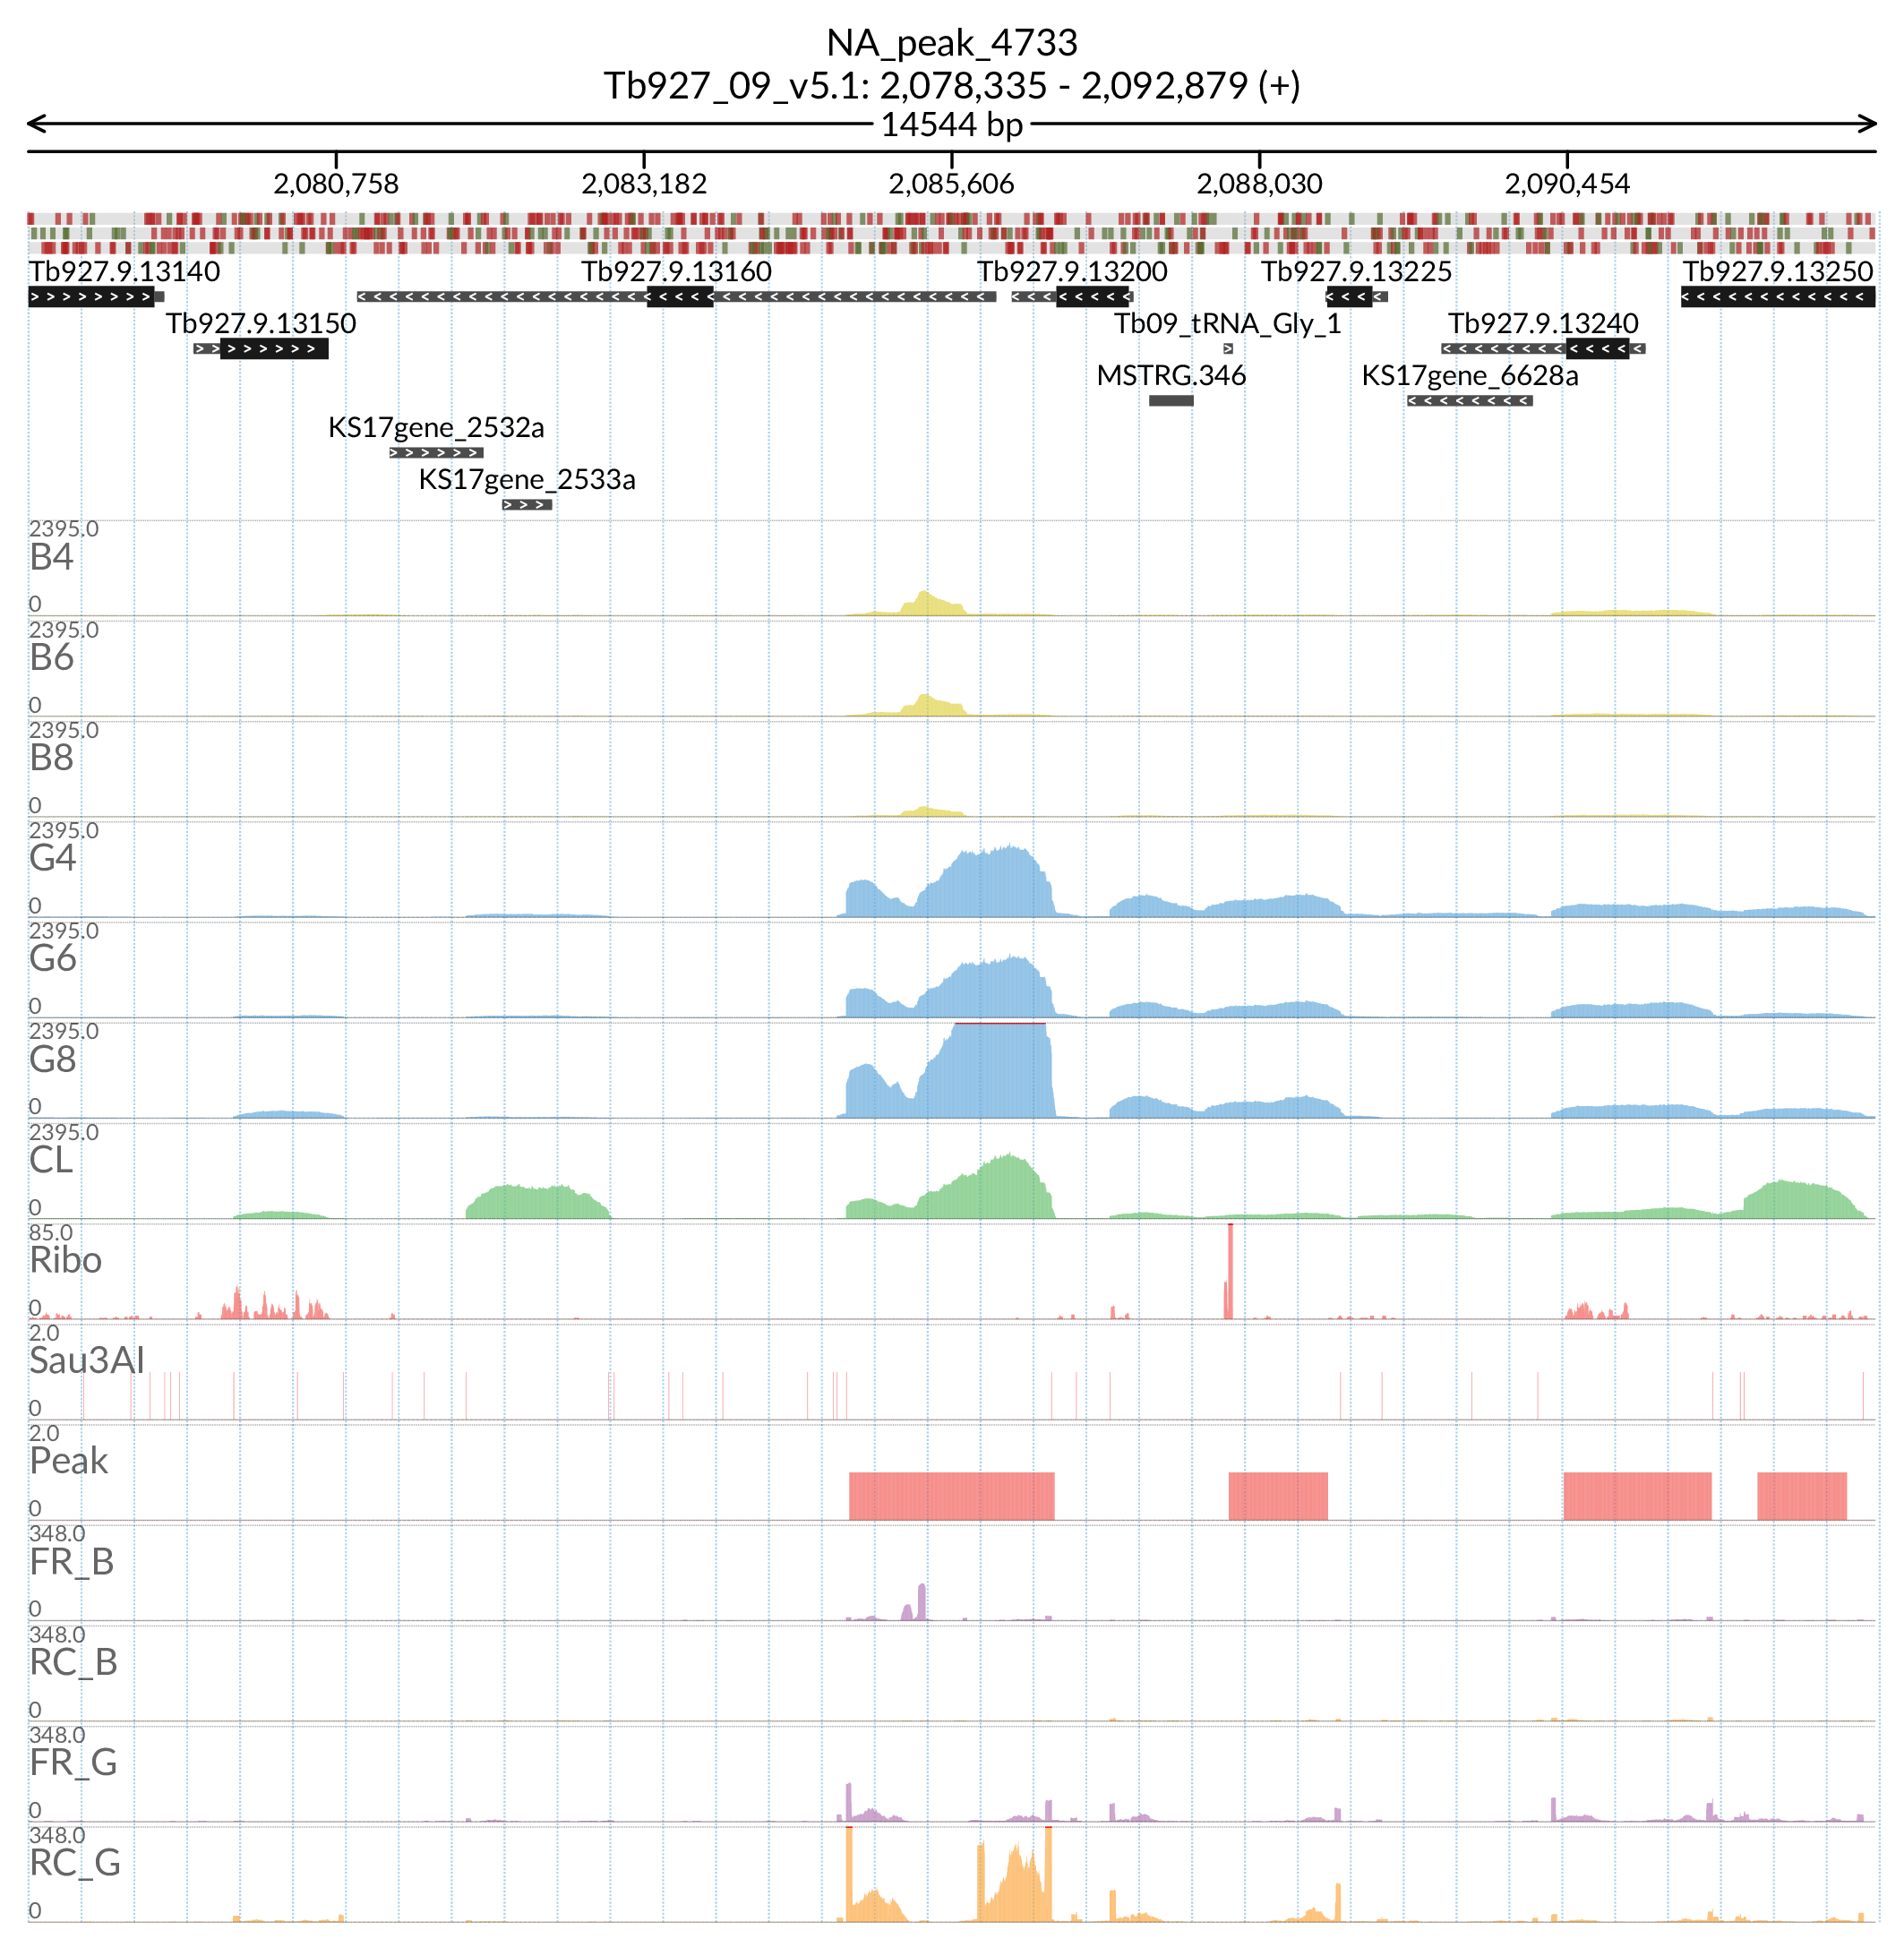 NA_peak_4733
Tb927_09_v5.1: 2,078,335 - 2,092,879 (+)
14544 bp
2,080,758 2,083,182 2,085,606 2,088,030 2,090,454
Tb927.9.13140 Tb927.9.13160 Tb927.9.13200 Tb927.9.13225 Tb927.9.13250
Tb927.9.13150 Tb09_tRNA_Gly_1 Tb927.9.13240
MSTRG.346 KS17gene_6628a
KS17gene_2532a
KS17gene_2533a
2395.0
B4
0
2395.0
B6
0
2395.0
B8
0
2395.0
G4
0
2395.0
G6
0
2395.0
G8
0
2395.0
CL
0
85.0
Ribo
0
2.0
Sau3AI
0
2.0
Peak
0
348.0
FR_B
0
348.0
RC_B
0
348.0
FR_G
0
348.0
RC_G
0